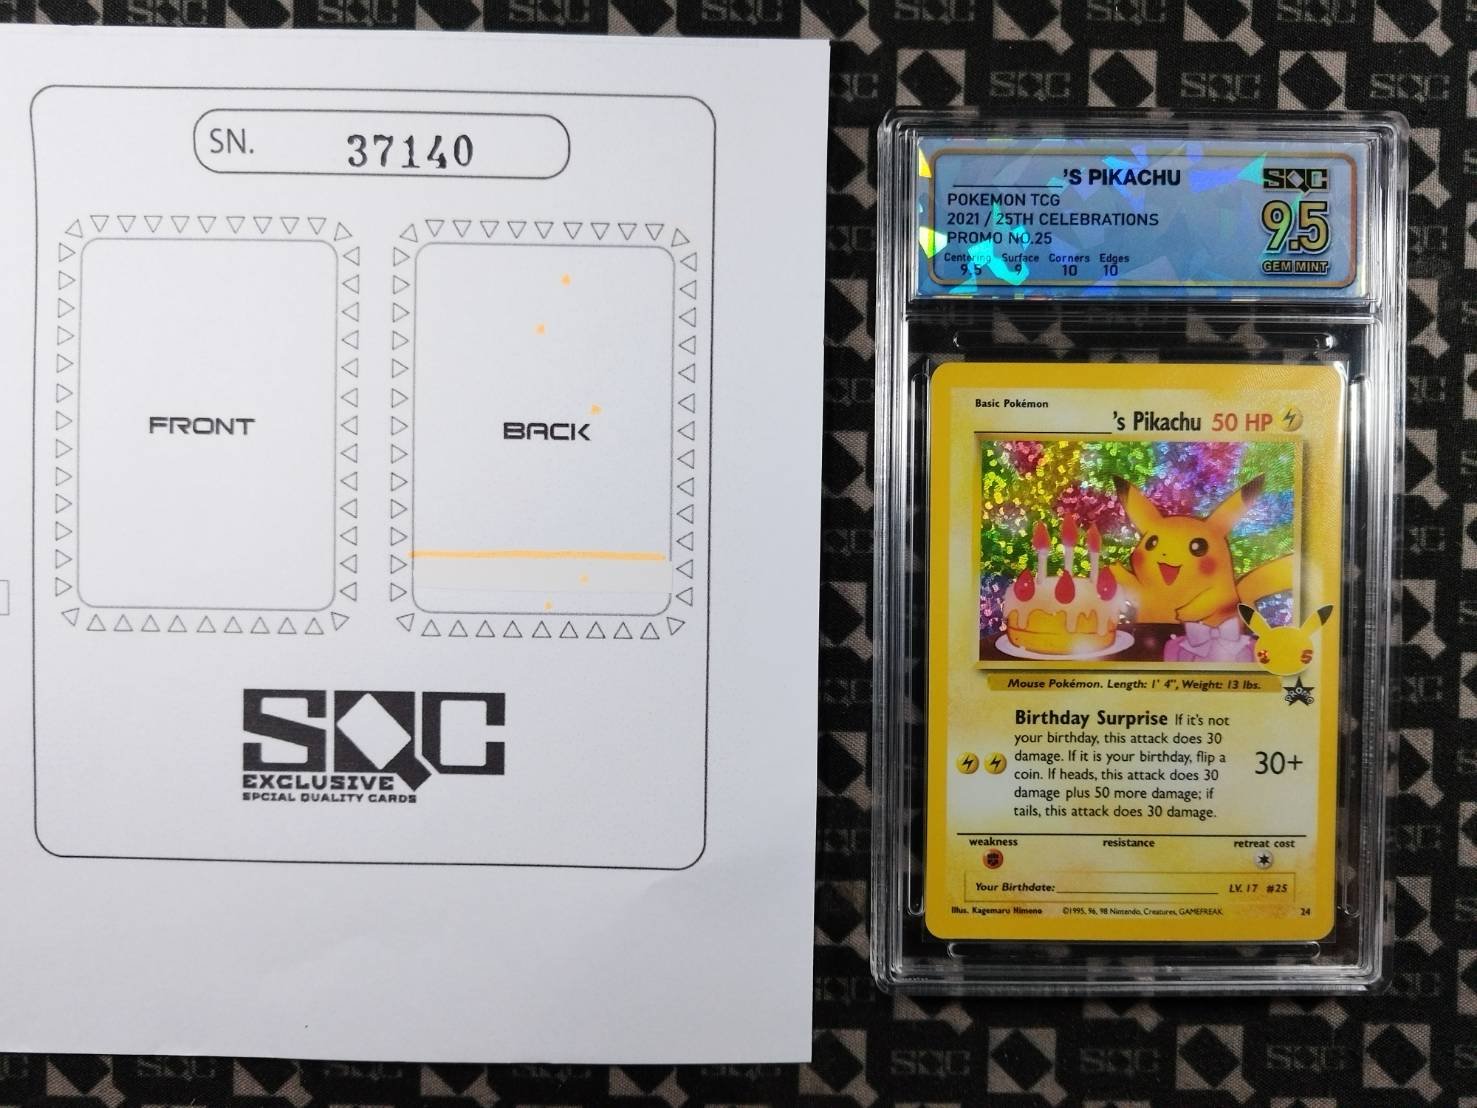 SN. 37140
FRONT
BACK
SQC
EXCLUSIVE
SPCIAL QUALITY CARDS
_________'S PIKACHU
SQC
POKEMON TCG
2021 / 25TH CELEBRATIONS
PROMO NO.25
9.5
GEM MINT
Centering Surface Corners Edges
9.5 9 10 10
Basic Pokémon
____________'s Pikachu 50 HP
PROMO
Mouse Pokémon. Length: 1' 4", Weight: 13 lbs.
Birthday Surprise If it's not
your birthday, this attack does 30
damage. If it is your birthday, flip a
coin. If heads, this attack does 30
damage plus 50 more damage; if
tails, this attack does 30 damage.
30+
weakness resistance retreat cost
Your Birthdate:____________________ LV. 17 #25
Illus. Kagemaru Himeno ©1995, 96, 98 Nintendo, Creatures, GAMEFREAK. 24